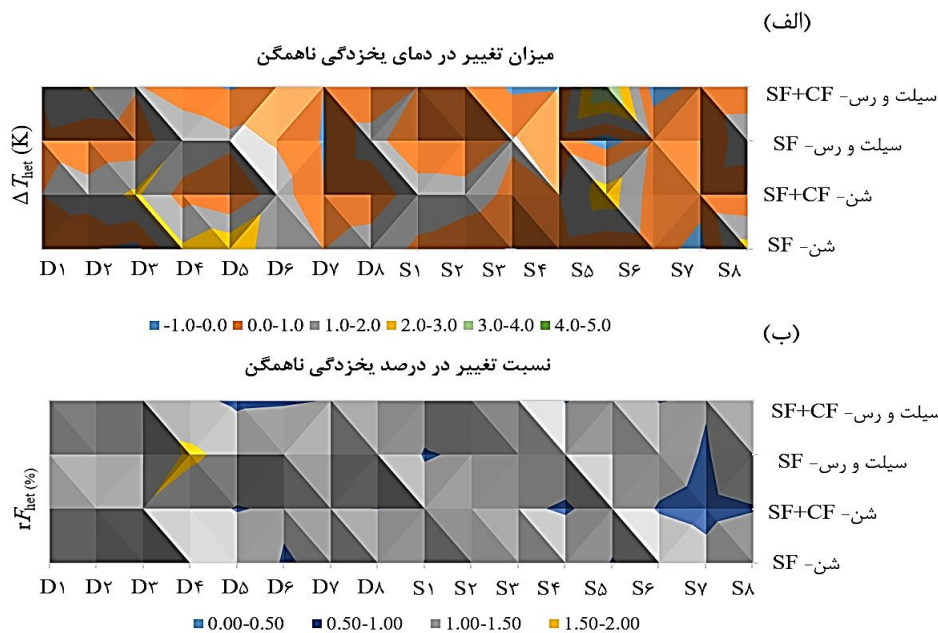 (الف)
میزان تغییر در دمای یخزدگی ناهمگن
ΔThet (K)
سیلت و رس- SF+CF
سیلت و رس- SF
شن- SF+CF
شن- SF
D۱ D۲ D۳ D۴ D۵ D۶ D۷ D۸ S۱ S۲ S۳ S۴ S۵ S۶ S۷ S۸
-1.0-0.0 0.0-1.0 1.0-2.0 2.0-3.0 3.0-4.0 4.0-5.0
(ب)
نسبت تغییر در درصد یخزدگی ناهمگن
rFhet (%)
سیلت و رس- SF+CF
سیلت و رس- SF
شن- SF+CF
شن- SF
D۱ D۲ D۳ D۴ D۵ D۶ D۷ D۸ S۱ S۲ S۳ S۴ S۵ S۶ S۷ S۸
0.00-0.50 0.50-1.00 1.00-1.50 1.50-2.00